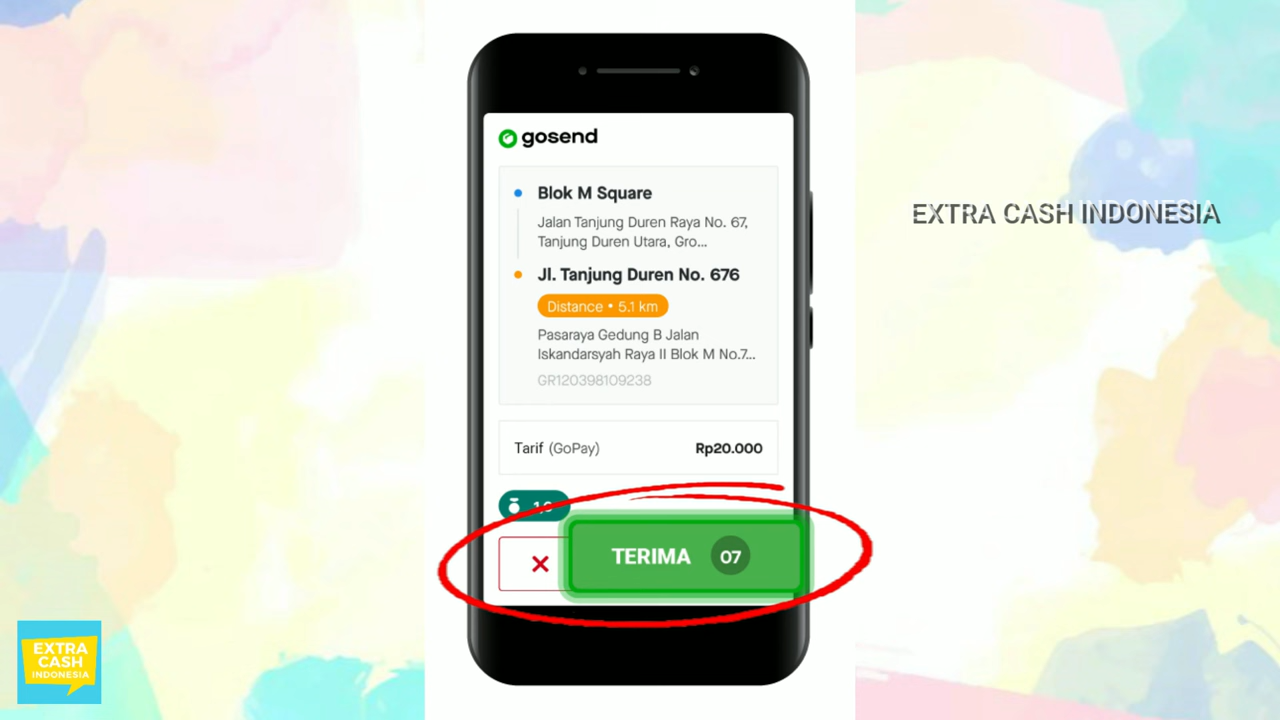 gosend
Blok M Square
Jalan Tanjung Duren Raya No. 67,
Tanjung Duren Utara, Gro...
Jl. Tanjung Duren No. 676
Distance • 5.1 km
Pasaraya Gedung B Jalan
Iskandarsyah Raya II Blok M No.7...
GR120398109238
Tarif (GoPay) Rp20.000
TERIMA 07
EXTRA CASH INDONESIA
EXTRA
CASH
INDONESIA